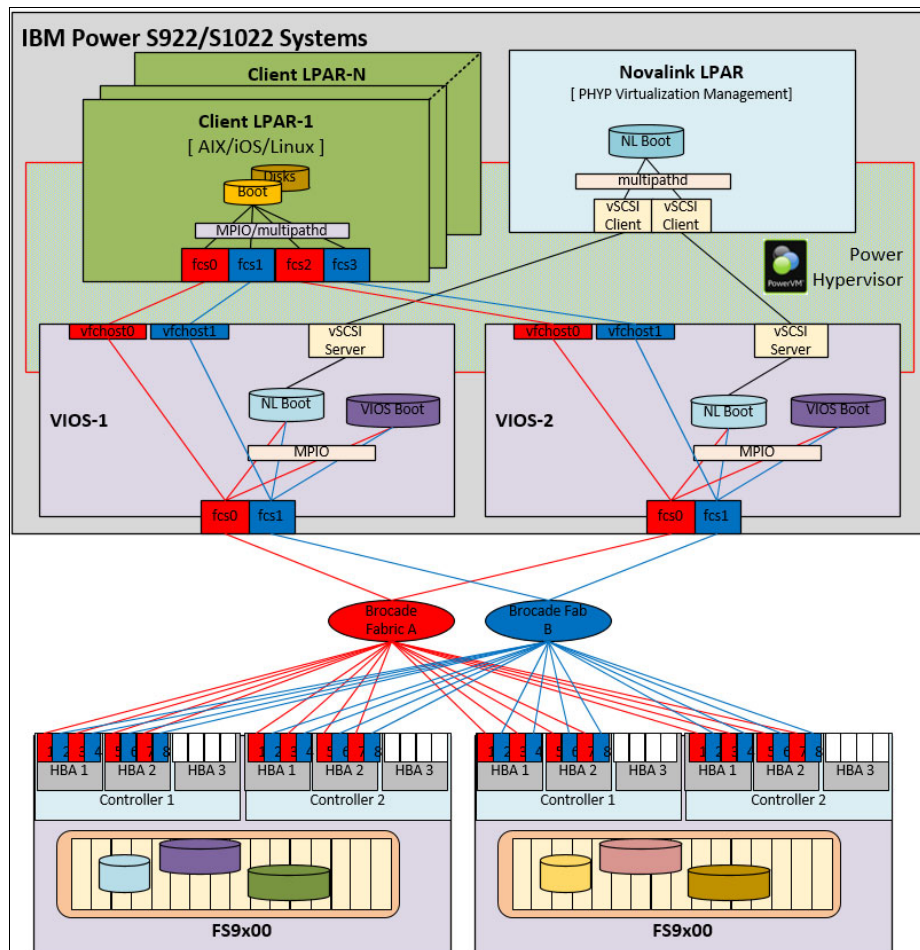 IBM Power S922/S1022 Systems
Client LPAR-N
Client LPAR-1
[ AIX/iOS/Linux ]
Disks
Boot
MPIO/multipathd
fcs0 fcs1 fcs2 fcs3
Novalink LPAR
[ PHYP Virtualization Management]
NL Boot
multipathd
vSCSI Client vSCSI Client
PowerVM
Power
Hypervisor
vfchost0 vfchost1 vSCSI Server
vfchost0 vfchost1 vSCSI Server
VIOS-1
NL Boot
VIOS Boot
MPIO
fcs0 fcs1
VIOS-2
NL Boot
VIOS Boot
MPIO
fcs0 fcs1
Brocade
Fabric A
Brocade Fab
B
1 2 3 4 5 6 7 8 1 2 3 4 5 6 7 8
HBA 1 HBA 2 HBA 3 HBA 1 HBA 2 HBA 3
Controller 1 Controller 2
FS9x00
1 2 3 4 5 6 7 8 1 2 3 4 5 6 7 8
HBA 1 HBA 2 HBA 3 HBA 1 HBA 2 HBA 3
Controller 1 Controller 2
FS9x00